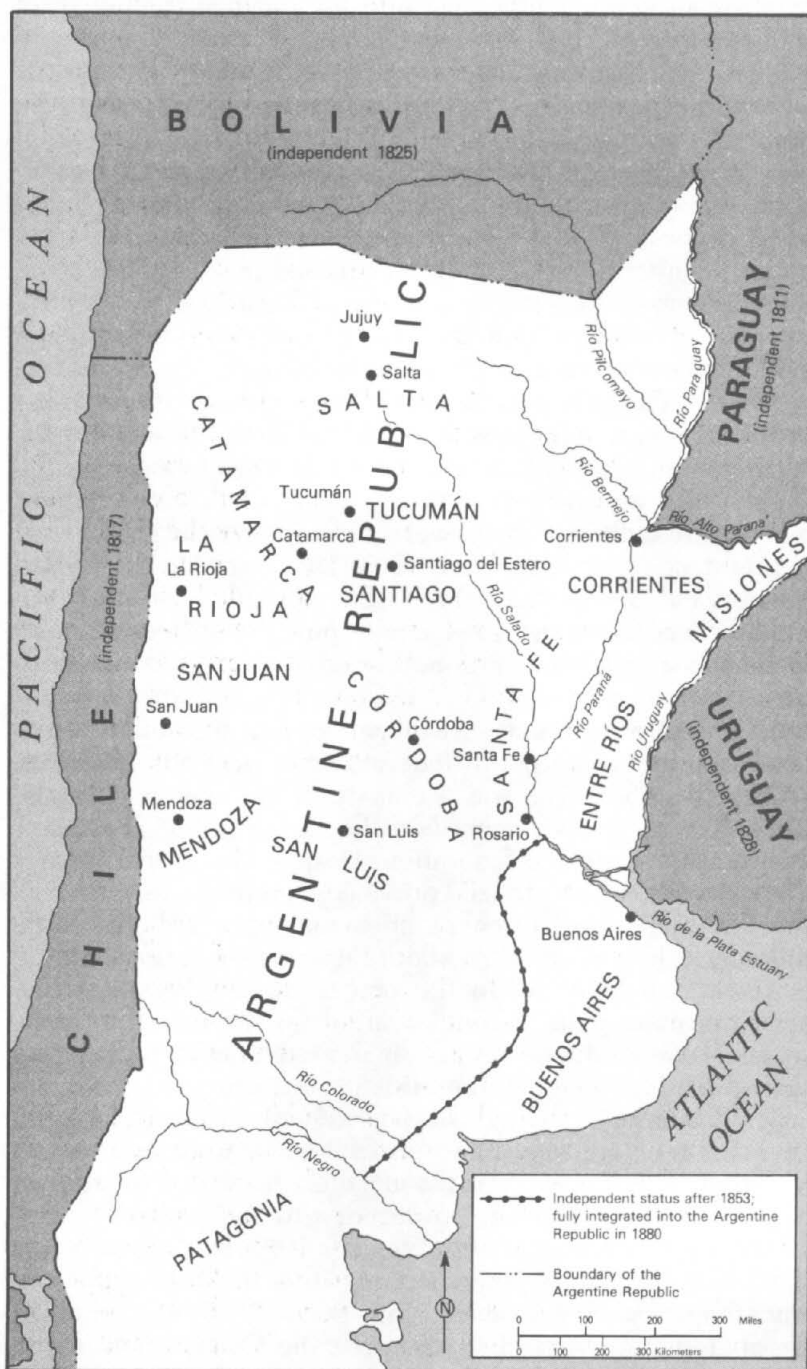 BOLIVIA
(independent 1825)
PACIFIC OCEAN
PARAGUAY
(independent 1811)
Río Pilcomayo
Río Paraguay
Jujuy
Salta
SALTA
ARGENTINE REPUBLIC
CATAMARCA
Río Bermejo
Tucumán
TUCUMÁN
Río Alto Paraná
Catamarca
Corrientes
CORRIENTES
LA
La Rioja
RIOJA
Santiago del Estero
SANTIAGO
Río Salado
MISIONES
CHILE
(independent 1817)
SAN JUAN
San Juan
CÓRDOBA
Córdoba
SANTA FE
Santa Fe
Río Paraná
ENTRE RÍOS
Río Uruguay
URUGUAY
(independent 1828)
Mendoza
MENDOZA
San Luis
SAN LUIS
Rosario
Buenos Aires
Río de la Plata Estuary
BUENOS AIRES
ATLANTIC
OCEAN
Río Colorado
Río Negro
PATAGONIA
N
Independent status after 1853;
fully integrated into the Argentine
Republic in 1880
Boundary of the
Argentine Republic
0 100 200 300 Miles
0 100 200 300 Kilometers